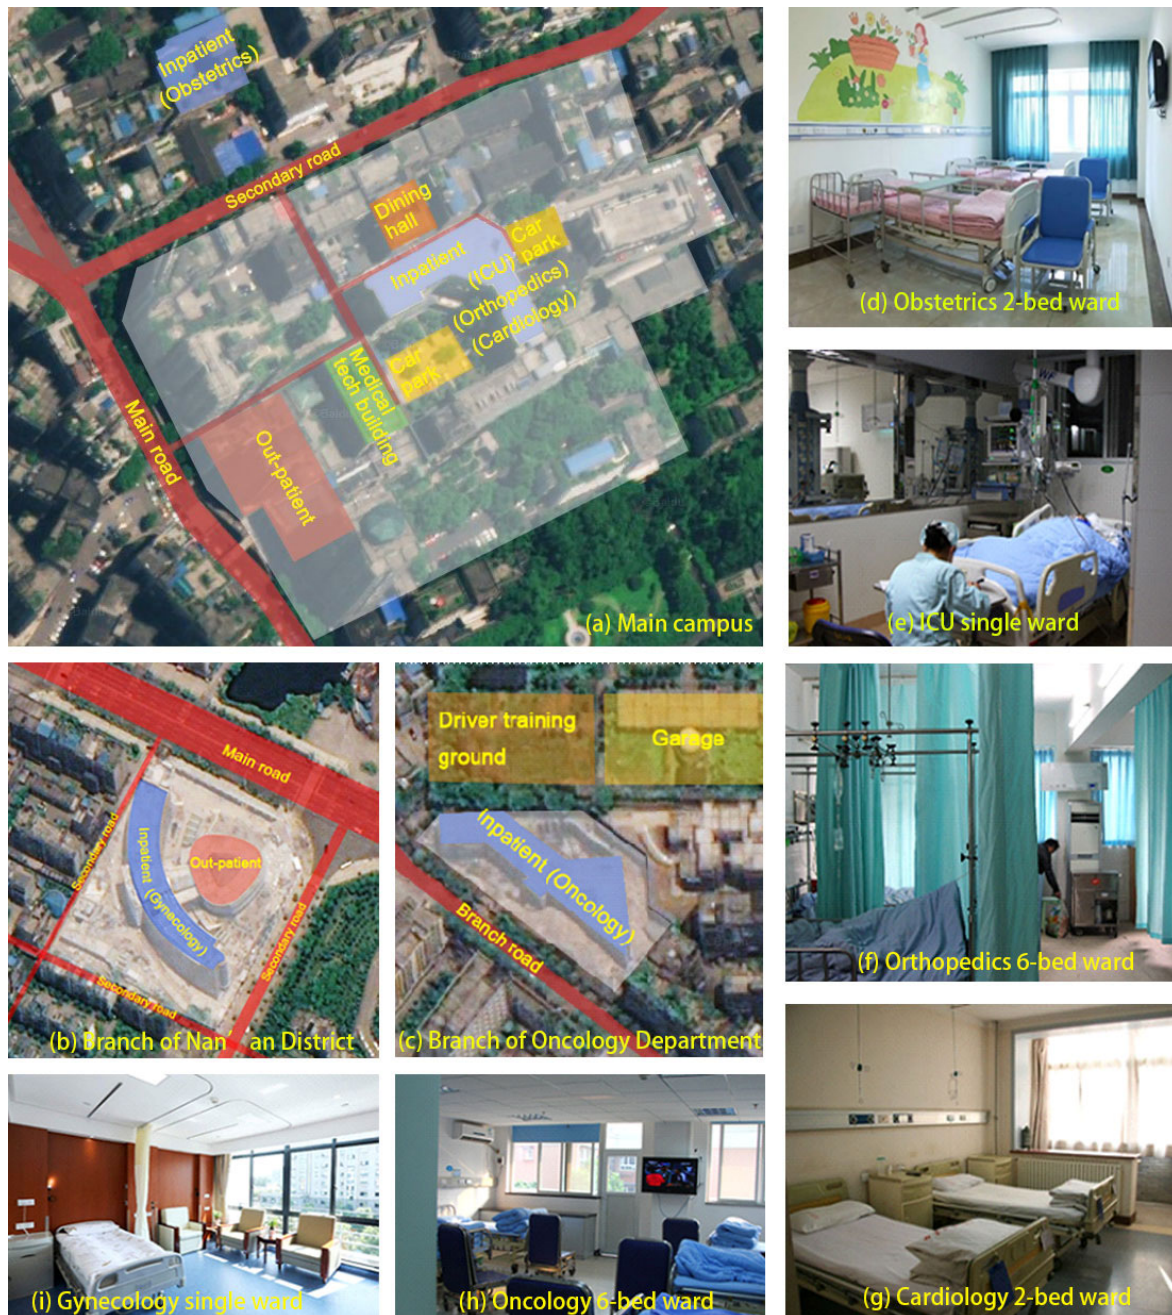 Inpatient
(Obstetrics)
Secondary road
Dining
hall
Car
park
Inpatient
(ICU)
(Orthopedics)
(Cardiology)
Car
park
Medical
tech building
Main road
Out-patient
(a) Main campus
(d) Obstetrics 2-bed ward
(e) ICU single ward
Main road
Secondary road
Inpatient (Gynecology)
Out-patient
Secondary road
Secondary road
(b) Branch of Nan´ an District
Driver training
ground
Garage
Inpatient (Oncology)
Branch road
(c) Branch of Oncology Department
(f) Orthopedics 6-bed ward
(i) Gynecology single ward
(h) Oncology 6-bed ward
(g) Cardiology 2-bed ward